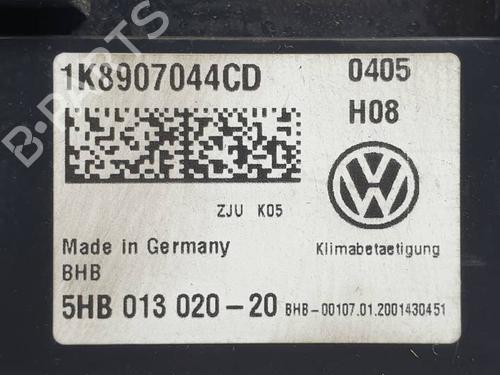 1K8907044CD 0405
H08
ZJU K05
Made in Germany Klimabetaetigung
BHB
5HB 013 020-20 BHB-00107.01.2001430451
B-PARTS